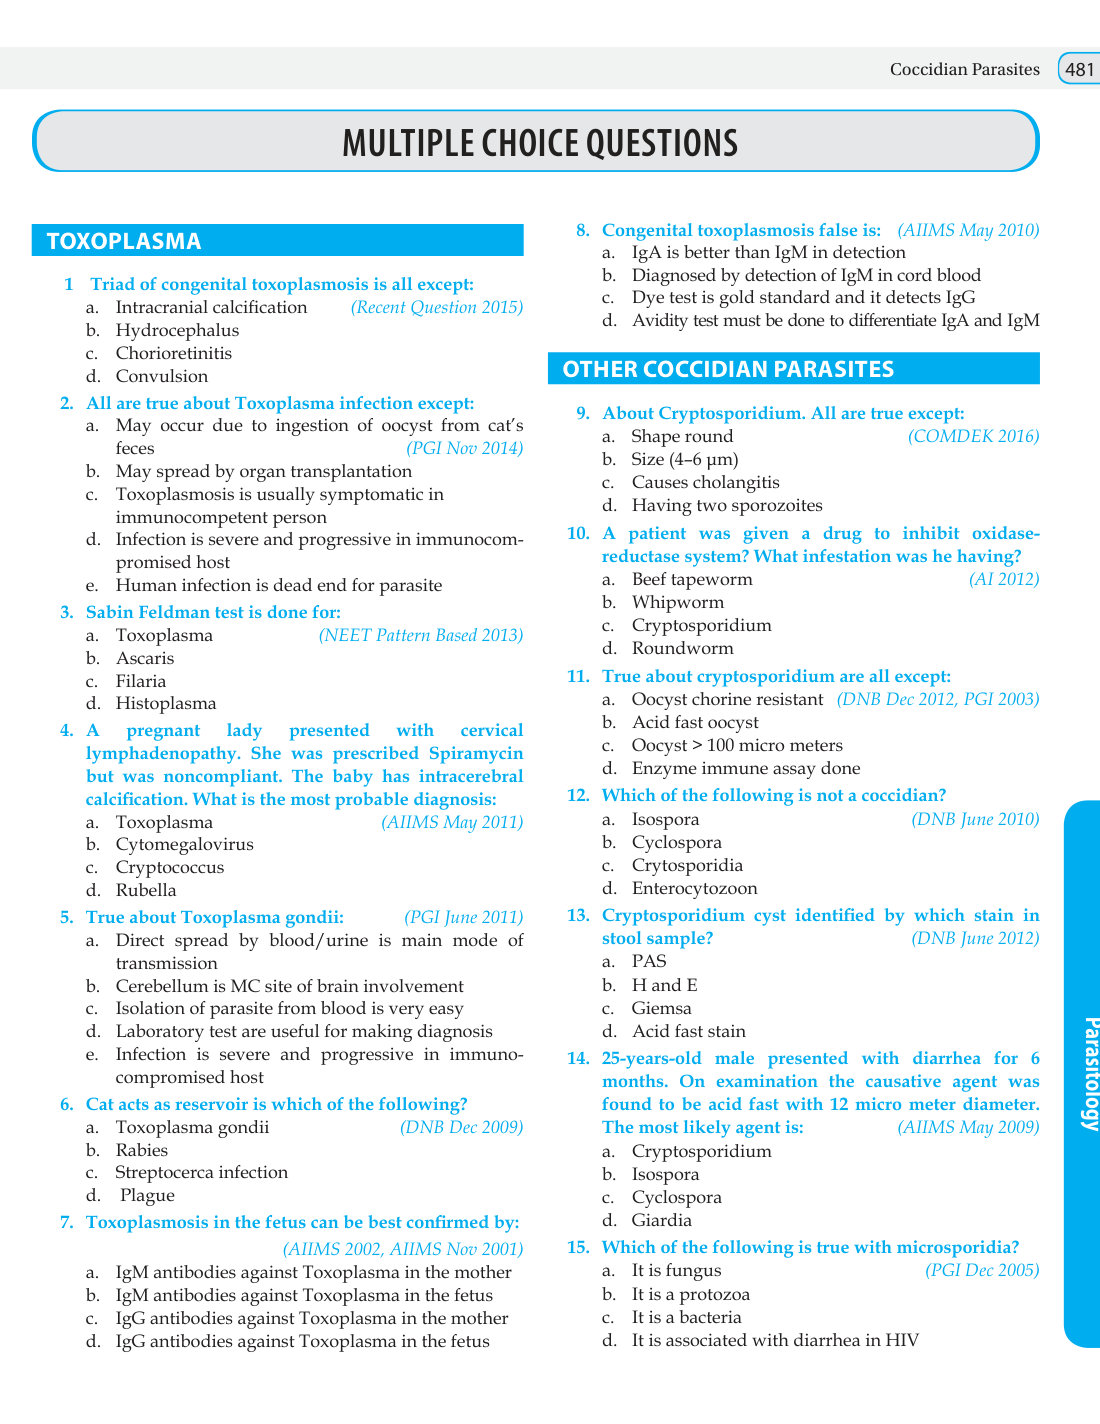 Coccidian Parasites 481
MULTIPLE CHOICE QUESTIONS
TOXOPLASMA
1 Triad of congenital toxoplasmosis is all except:
a. Intracranial calcification (Recent Question 2015)
b. Hydrocephalus
c. Chorioretinitis
d. Convulsion
2. All are true about Toxoplasma infection except:
a. May occur due to ingestion of oocyst from cat's
feces (PGI Nov 2014)
b. May spread by organ transplantation
c. Toxoplasmosis is usually symptomatic in
immunocompetent person
d. Infection is severe and progressive in immunocom-
promised host
e. Human infection is dead end for parasite
3. Sabin Feldman test is done for:
a. Toxoplasma (NEET Pattern Based 2013)
b. Ascaris
c. Filaria
d. Histoplasma
4. A pregnant lady presented with cervical
lymphadenopathy. She was prescribed Spiramycin
but was noncompliant. The baby has intracerebral
calcification. What is the most probable diagnosis:
a. Toxoplasma (AIIMS May 2011)
b. Cytomegalovirus
c. Cryptococcus
d. Rubella
5. True about Toxoplasma gondii: (PGI June 2011)
a. Direct spread by blood/urine is main mode of
transmission
b. Cerebellum is MC site of brain involvement
c. Isolation of parasite from blood is very easy
d. Laboratory test are useful for making diagnosis
e. Infection is severe and progressive in immuno-
compromised host
6. Cat acts as reservoir is which of the following?
a. Toxoplasma gondii (DNB Dec 2009)
b. Rabies
c. Streptocerca infection
d. Plague
7. Toxoplasmosis in the fetus can be best confirmed by:
(AIIMS 2002, AIIMS Nov 2001)
a. IgM antibodies against Toxoplasma in the mother
b. IgM antibodies against Toxoplasma in the fetus
c. IgG antibodies against Toxoplasma in the mother
d. IgG antibodies against Toxoplasma in the fetus
8. Congenital toxoplasmosis false is: (AIIMS May 2010)
a. IgA is better than IgM in detection
b. Diagnosed by detection of IgM in cord blood
c. Dye test is gold standard and it detects IgG
d. Avidity test must be done to differentiate IgA and IgM
OTHER COCCIDIAN PARASITES
9. About Cryptosporidium. All are true except:
a. Shape round (COMDEK 2016)
b. Size (4–6 µm)
c. Causes cholangitis
d. Having two sporozoites
10. A patient was given a drug to inhibit oxidase-
reductase system? What infestation was he having?
a. Beef tapeworm (AI 2012)
b. Whipworm
c. Cryptosporidium
d. Roundworm
11. True about cryptosporidium are all except:
a. Oocyst chorine resistant (DNB Dec 2012, PGI 2003)
b. Acid fast oocyst
c. Oocyst > 100 micro meters
d. Enzyme immune assay done
12. Which of the following is not a coccidian?
a. Isospora (DNB June 2010)
b. Cyclospora
c. Crytosporidia
d. Enterocytozoon
13. Cryptosporidium cyst identified by which stain in
stool sample? (DNB June 2012)
a. PAS
b. H and E
c. Giemsa
d. Acid fast stain
14. 25-years-old male presented with diarrhea for 6
months. On examination the causative agent was
found to be acid fast with 12 micro meter diameter.
The most likely agent is: (AIIMS May 2009)
a. Cryptosporidium
b. Isospora
c. Cyclospora
d. Giardia
15. Which of the following is true with microsporidia?
a. It is fungus (PGI Dec 2005)
b. It is a protozoa
c. It is a bacteria
d. It is associated with diarrhea in HIV
Parasitology